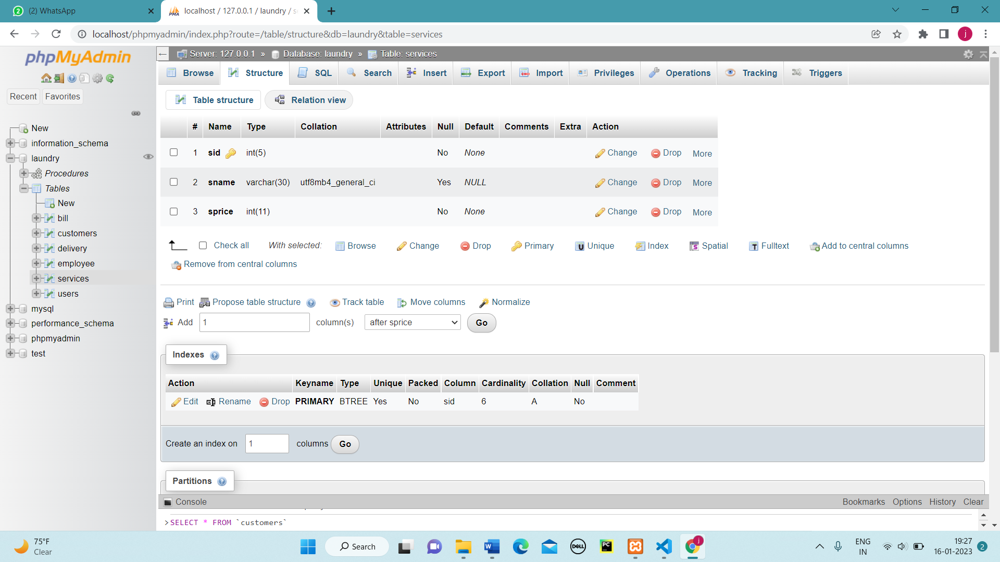 (2) WhatsApp
localhost / 127.0.0.1 / laundry / s
localhost/phpmyadmin/index.php?route=/table/structure&db=laundry&table=services
j
phpMyAdmin
Recent Favorites
New
information_schema
laundry
Procedures
Tables
New
bill
customers
delivery
employee
services
users
mysql
performance_schema
phpmyadmin
test
Server: 127.0.0.1 » Database: laundry » Table: services
Browse Structure SQL Search Insert Export Import Privileges Operations Tracking Triggers
Table structure Relation view
# Name Type Collation Attributes Null Default Comments Extra Action
1 sid int(5) No None Change Drop More
2 sname varchar(30) utf8mb4_general_ci Yes NULL Change Drop More
3 sprice int(11) No None Change Drop More
Check all With selected: Browse Change Drop Primary Unique Index Spatial Fulltext Add to central columns
Remove from central columns
Print Propose table structure Track table Move columns Normalize
Add 1 column(s) after sprice Go
Indexes
Action Keyname Type Unique Packed Column Cardinality Collation Null Comment
Edit Rename Drop PRIMARY BTREE Yes No sid 6 A No
Create an index on 1 columns Go
Partitions
Console Bookmarks Options History Clear
>SELECT * FROM `customers`
75°F
Clear
Search
DELL
PC
j
ENG
IN
19:27
16-01-2023
2